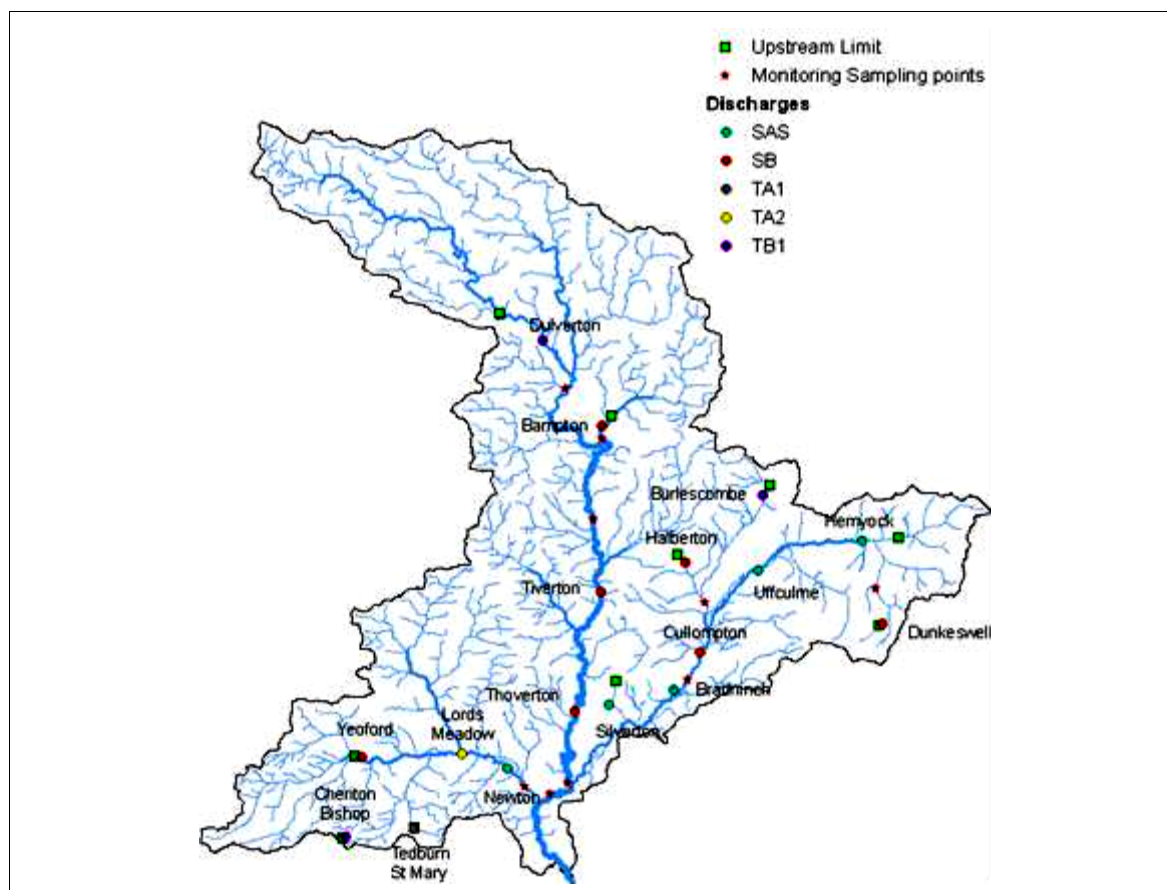 Upstream Limit
Monitoring Sampling points
Discharges
SAS
SB
TA1
TA2
TB1
Dulverton
Bampton
Burlescombe
Hemyock
Halberton
Uffculme
Tiverton
Cullompton
Dunkeswell
Bradninch
Thoverton
Silverton
Lords
Meadow
Yeoford
Newton
Cheriton
Bishop
Tedburn
St Mary